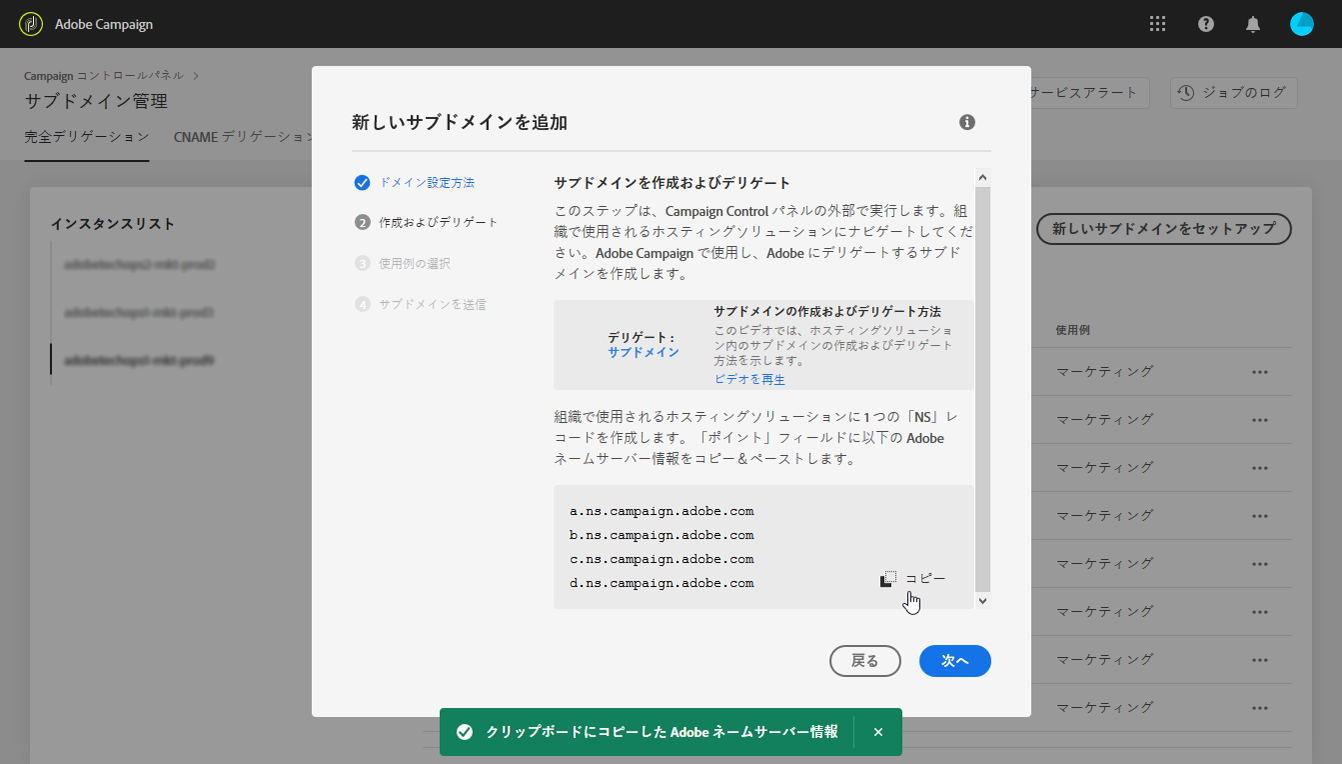 Adobe Campaign
Campaign コントロールパネル
サブドメイン管理
完全デリゲーション
CNAME デリゲーション
サービスアラート
ジョブのログ
インスタンスリスト
新しいサブドメインをセットアップ
使用例
マーケティング
マーケティング
マーケティング
マーケティング
マーケティング
マーケティング
マーケティング
マーケティング
新しいサブドメインを追加
ドメイン設定方法
2 作成およびデリゲート
3 使用例の選択
4 サブドメインを送信
サブドメインを作成およびデリゲート
このステップは、Campaign Control パネルの外部で実行します。組
織で使用されるホスティングソリューションにナビゲートしてくだ
さい。Adobe Campaign で使用し、Adobe にデリゲートするサブド
メインを作成します。
デリゲート：
サブドメイン
サブドメインの作成およびデリゲート方法
このビデオでは、ホスティングソリューショ
ン内のサブドメインの作成およびデリゲート
方法を示します。
ビデオを再生
組織で使用されるホスティングソリューションに 1 つの「NS」レ
コードを作成します。「ポイント」フィールドに以下の Adobe
ネームサーバー情報をコピー＆ペーストします。
a.ns.campaign.adobe.com
b.ns.campaign.adobe.com
c.ns.campaign.adobe.com
d.ns.campaign.adobe.com
コピー
戻る
次へ
クリップボードにコピーした Adobe ネームサーバー情報